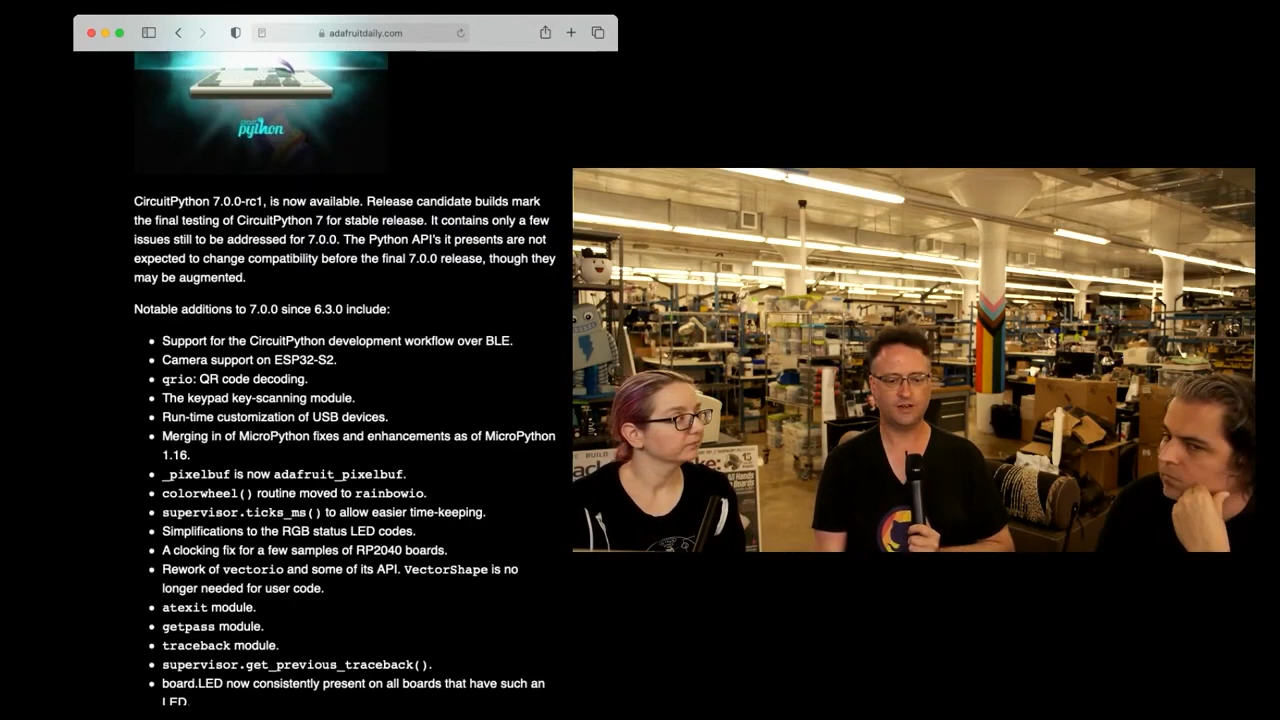 adafruitdaily.com
circuit
python
CircuitPython 7.0.0-rc1, is now available. Release candidate builds mark
the final testing of CircuitPython 7 for stable release. It contains only a few
issues still to be addressed for 7.0.0. The Python API's it presents are not
expected to change compatibility before the final 7.0.0 release, though they
may be augmented.
Notable additions to 7.0.0 since 6.3.0 include:
Support for the CircuitPython development workflow over BLE.
Camera support on ESP32-S2.
qrio: QR code decoding.
The keypad key-scanning module.
Run-time customization of USB devices.
Merging in of MicroPython fixes and enhancements as of MicroPython
1.16.
_pixelbuf is now adafruit_pixelbuf.
colorwheel() routine moved to rainbowio.
supervisor.ticks_ms() to allow easier time-keeping.
Simplifications to the RGB status LED codes.
A clocking fix for a few samples of RP2040 boards.
Rework of vectorio and some of its API. VectorShape is no
longer needed for user code.
atexit module.
getpass module.
traceback module.
supervisor.get_previous_traceback().
board.LED now consistently present on all boards that have such an
LED.